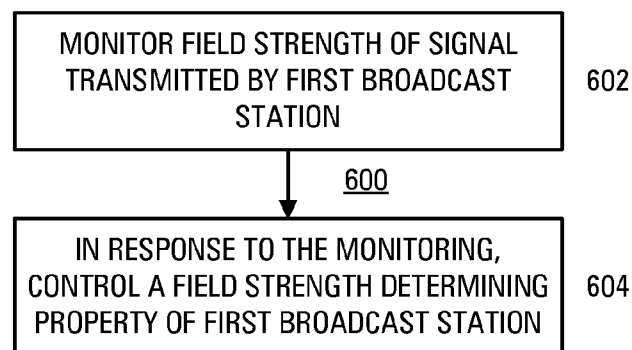 MONITOR FIELD STRENGTH OF SIGNAL
TRANSMITTED BY FIRST BROADCAST
STATION
602
600
IN RESPONSE TO THE MONITORING,
CONTROL A FIELD STRENGTH DETERMINING
PROPERTY OF FIRST BROADCAST STATION
604